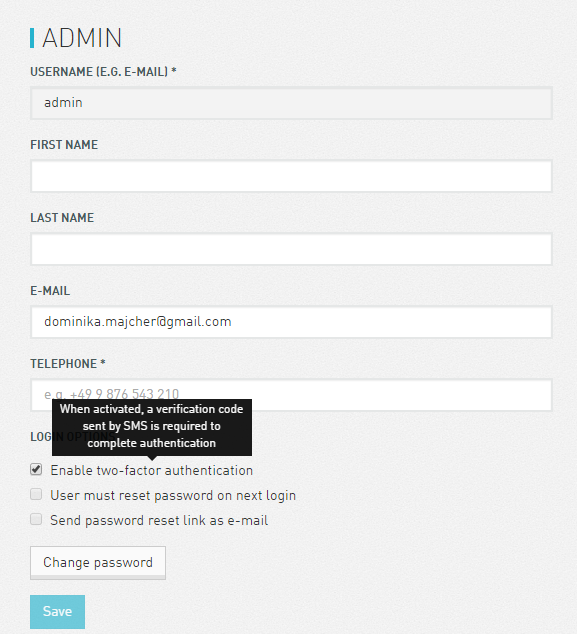 ADMIN
USERNAME (E.G. E-MAIL) *
admin
FIRST NAME
LAST NAME
E-MAIL
dominika.majcher@gmail.com
TELEPHONE *
e.g. +49 9 876 543 210
When activated, a verification code
sent by SMS is required to
complete authentication
LOGIN OPTIONS
Enable two-factor authentication
User must reset password on next login
Send password reset link as e-mail
Change password
Save